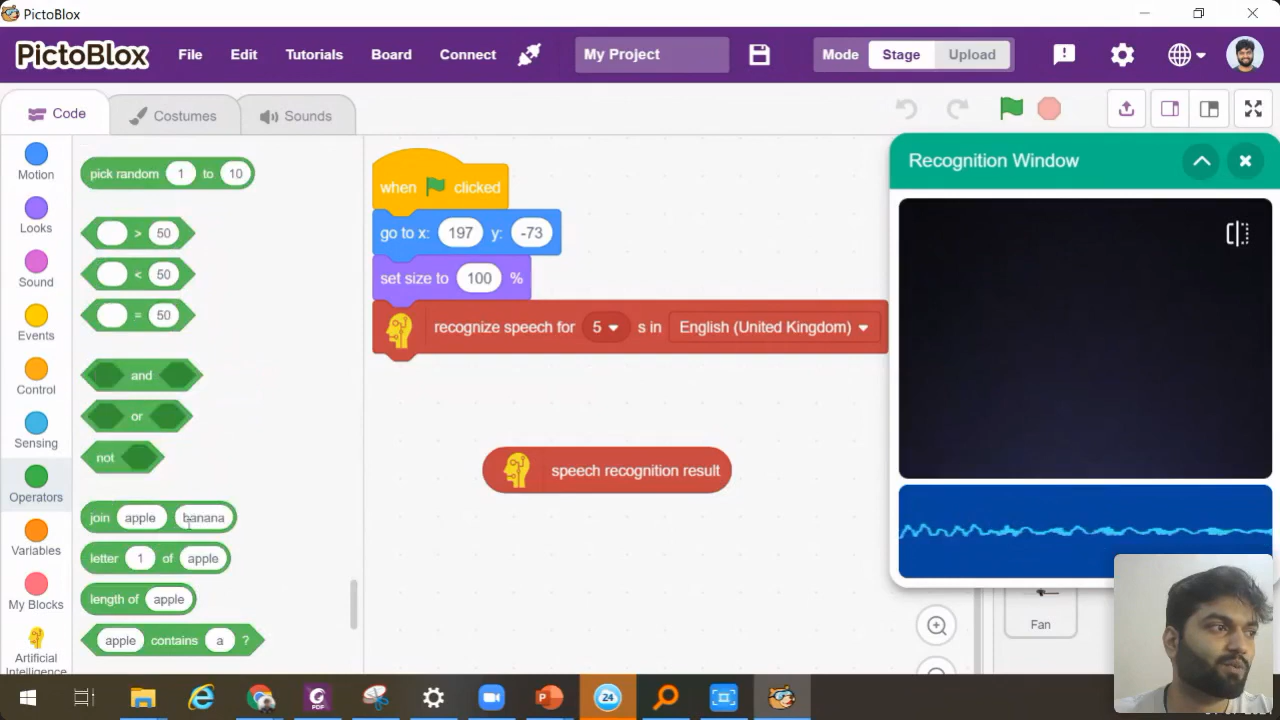 PictoBlox
PictoBlox File Edit Tutorials Board Connect My Project Mode Stage Upload
Code Costumes Sounds
Motion
Looks
Sound
Events
Control
Sensing
Operators
Variables
My Blocks
Artificial
Intelligence
pick random 1 to 10
> 50
< 50
= 50
and
or
not
join apple banana
letter 1 of apple
length of apple
apple contains a ?
when clicked
go to x: 197 y: -73
set size to 100 %
recognize speech for 5 s in English (United Kingdom)
speech recognition result
Recognition Window
Fan
PDF
24